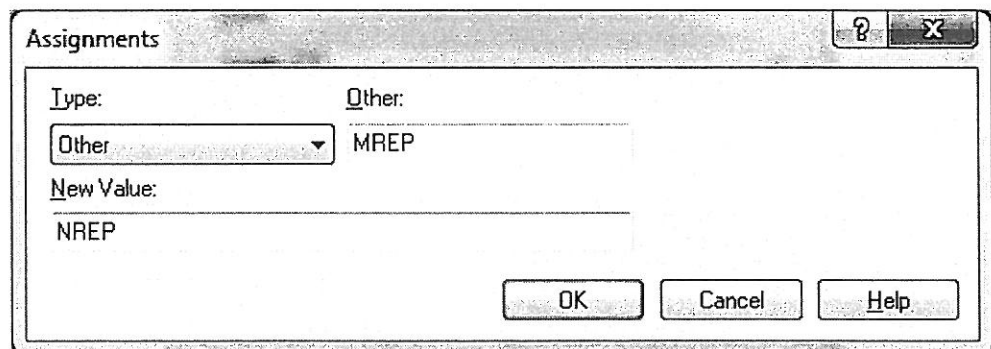 Assignments
Type: Other:
Other MREP
New Value:
NREP
OK Cancel Help